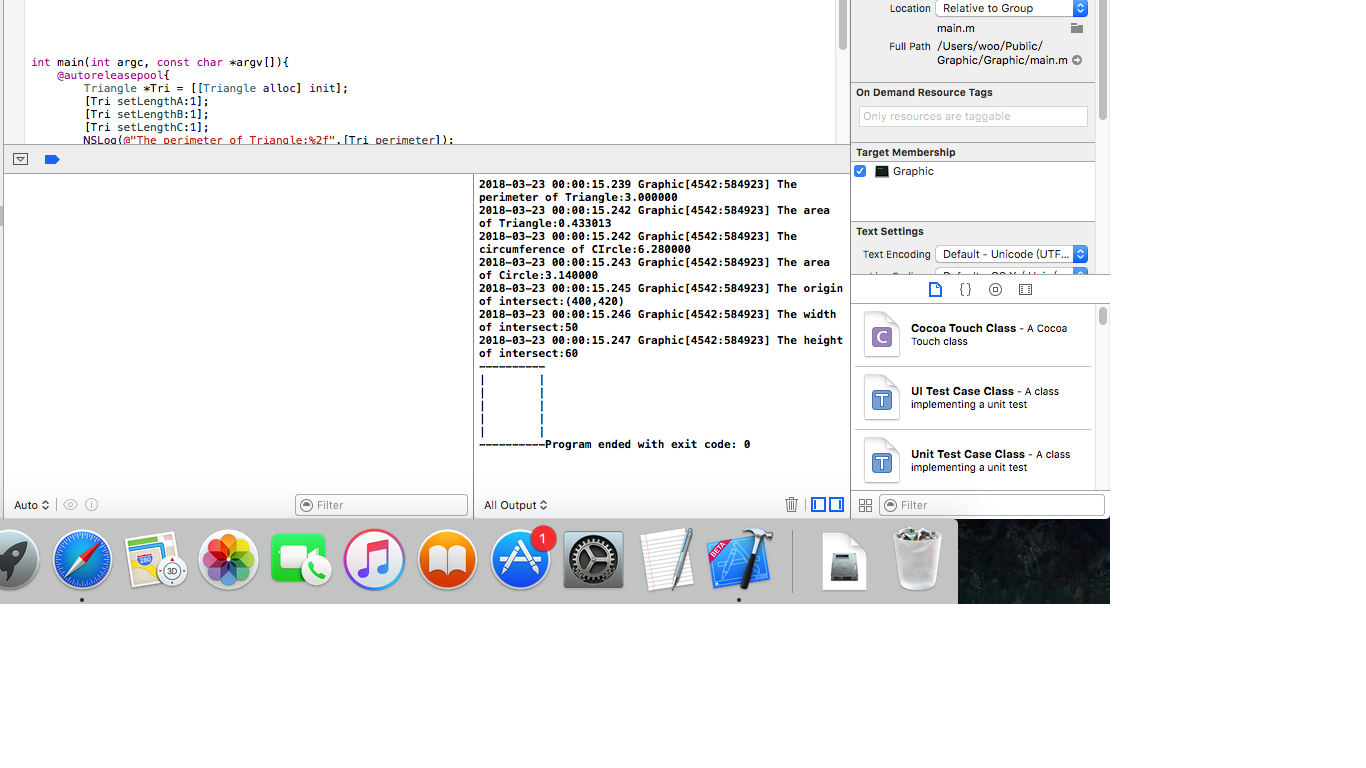 int main(int argc, const char *argv[]){
@autoreleasepool{
Triangle *Tri = [[Triangle alloc] init];
[Tri setLengthA:1];
[Tri setLengthB:1];
[Tri setLengthC:1];
NSLog(@"The perimeter of Triangle:%2f",[Tri perimeter]);
2018-03-23 00:00:15.239 Graphic[4542:584923] The
perimeter of Triangle:3.000000
2018-03-23 00:00:15.242 Graphic[4542:584923] The area
of Triangle:0.433013
2018-03-23 00:00:15.242 Graphic[4542:584923] The
circumference of CIrcle:6.280000
2018-03-23 00:00:15.243 Graphic[4542:584923] The area
of Circle:3.140000
2018-03-23 00:00:15.245 Graphic[4542:584923] The origin
of intersect:(400,420)
2018-03-23 00:00:15.246 Graphic[4542:584923] The width
of intersect:50
2018-03-23 00:00:15.247 Graphic[4542:584923] The height
of intersect:60
----------
|        |
|        |
|        |
|        |
|        |
----------Program ended with exit code: 0
Auto
Filter
All Output
Location Relative to Group
main.m
Full Path /Users/woo/Public/
Graphic/Graphic/main.m
On Demand Resource Tags
Only resources are taggable
Target Membership
Graphic
Text Settings
Text Encoding Default - Unicode (UTF...
{}
C
Cocoa Touch Class - A Cocoa
Touch class
T
UI Test Case Class - A class
implementing a unit test
T
Unit Test Case Class - A class
implementing a unit test
Filter
280
3D
1
BETA